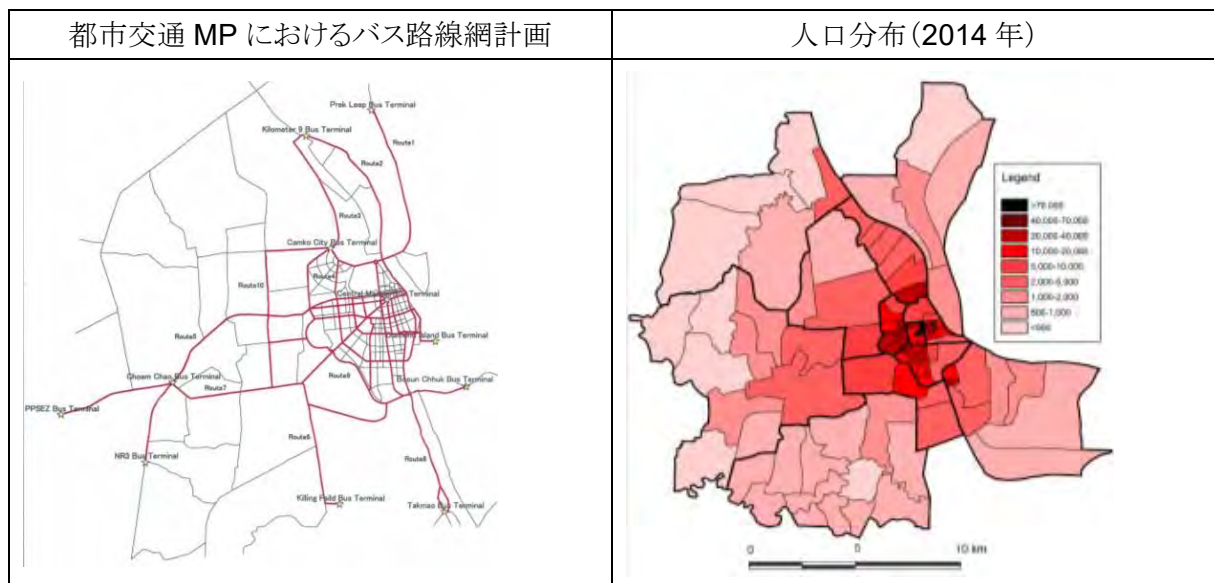 都市交通 MP におけるバス路線網計画
人口分布(2014 年)
Prek Leap Bus Terminal
Kilometer 9 Bus Terminal
Route1
Route2
Route3
Camko City Bus Terminal
Route4
Route10
Terminal
Route5
Island Bus Terminal
Choam Chao Bus Terminal
Route7
Route9
Chhuk Bus Terminal
PPSEZ Bus Terminal
Route6
Route8
NR3 Bus Terminal
Killing Feild Bus Terminal
Takmao Bus Terminal
Legend
>70,000
40,000-70,000
20,000-40,000
10,000-20,000
5,000-10,000
2,000-5,000
1,000-2,000
500-1,000
<500
0
0
10 km